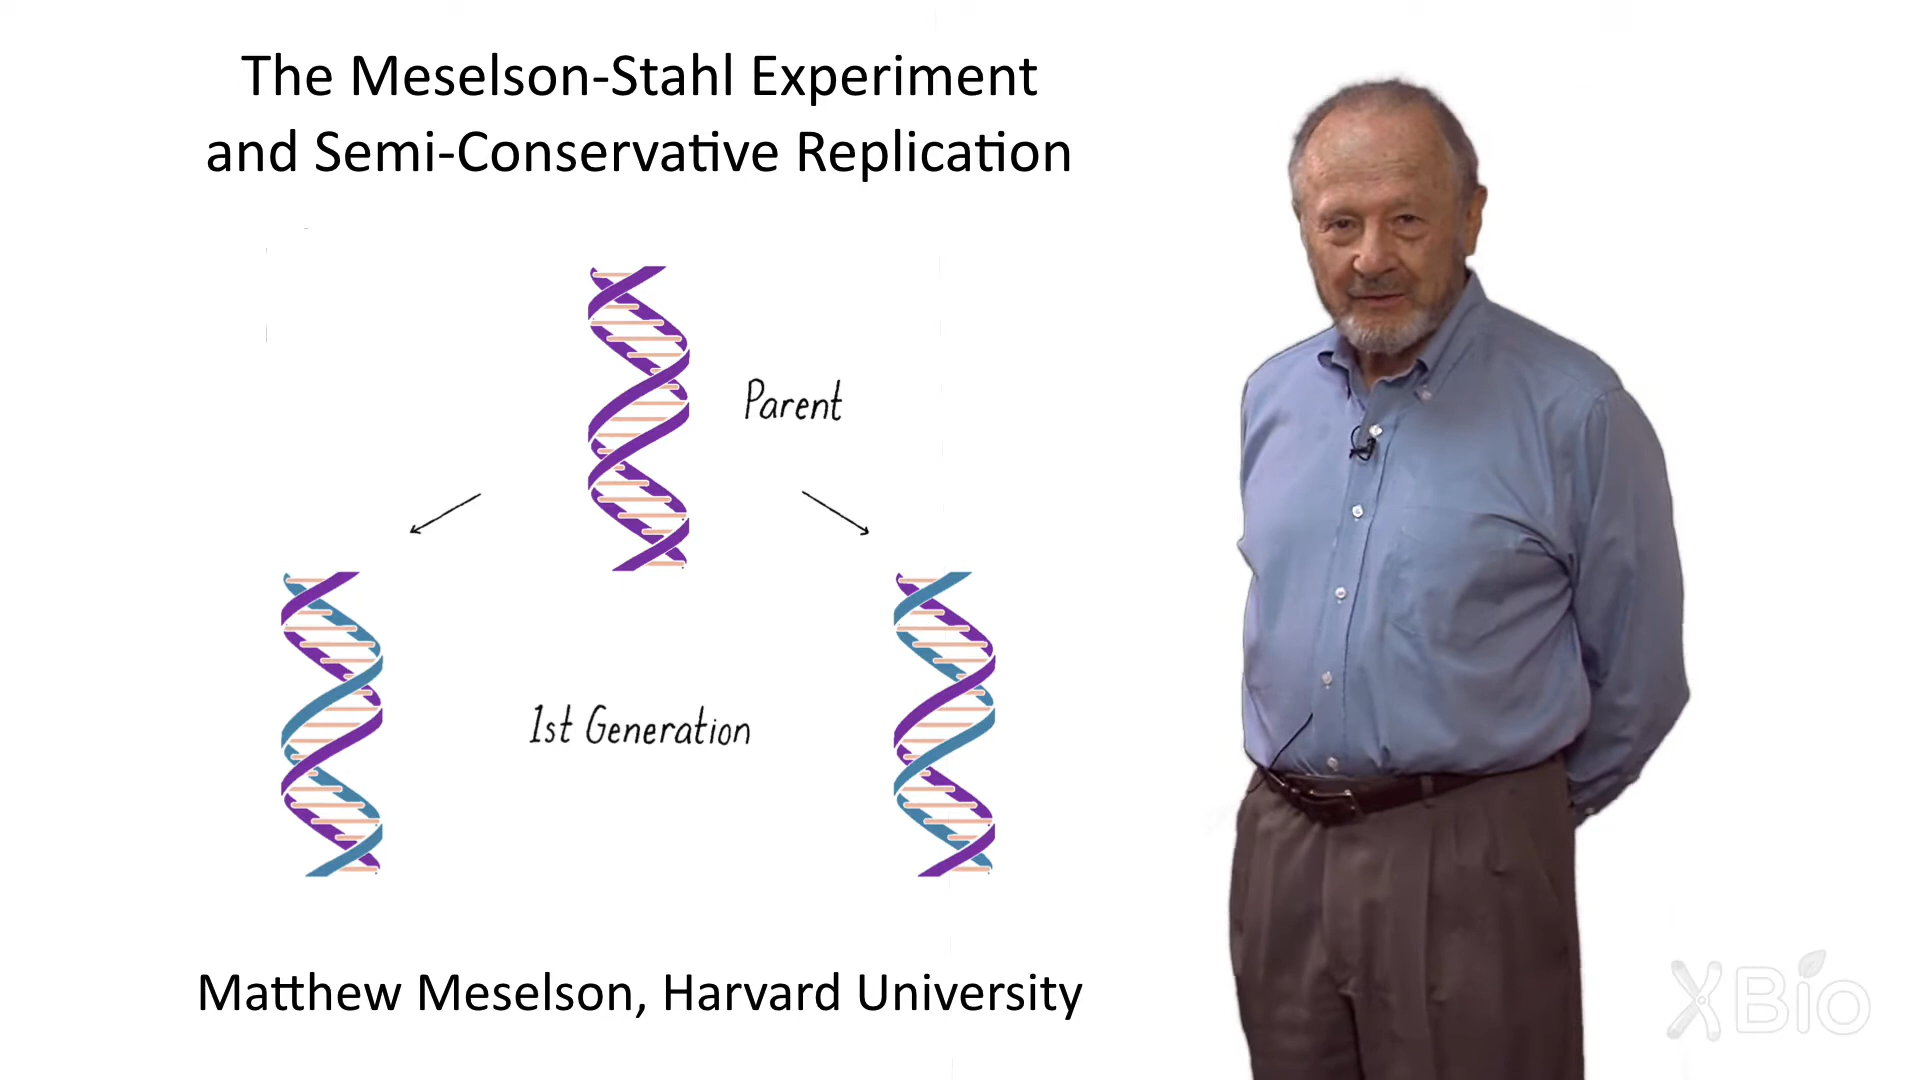 The Meselson-Stahl Experiment
and Semi-Conservative Replication
Parent
1st Generation
Matthew Meselson, Harvard University
XBio